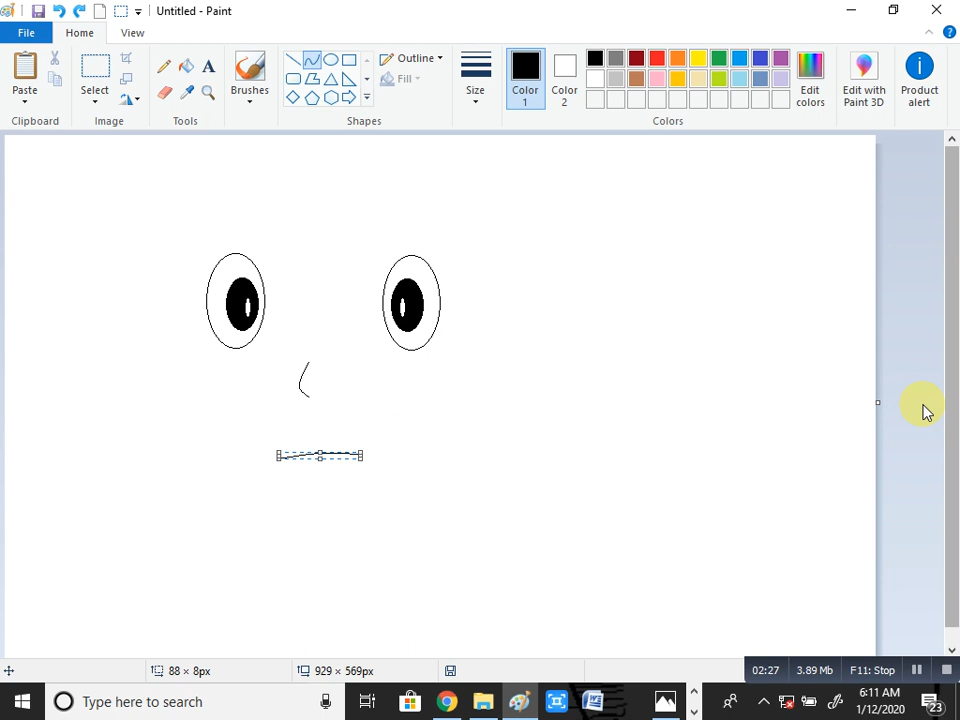 Untitled - Paint
File
Home
View
Paste
Select
Brushes
Outline
Fill
Size
Color
1
Color
2
Edit
colors
Edit with
Paint 3D
Product
alert
Clipboard
Image
Tools
Shapes
Colors
88 × 8px
929 × 569px
02:27
3.89 Mb
F11: Stop
Type here to search
6:11 AM
1/12/2020
23